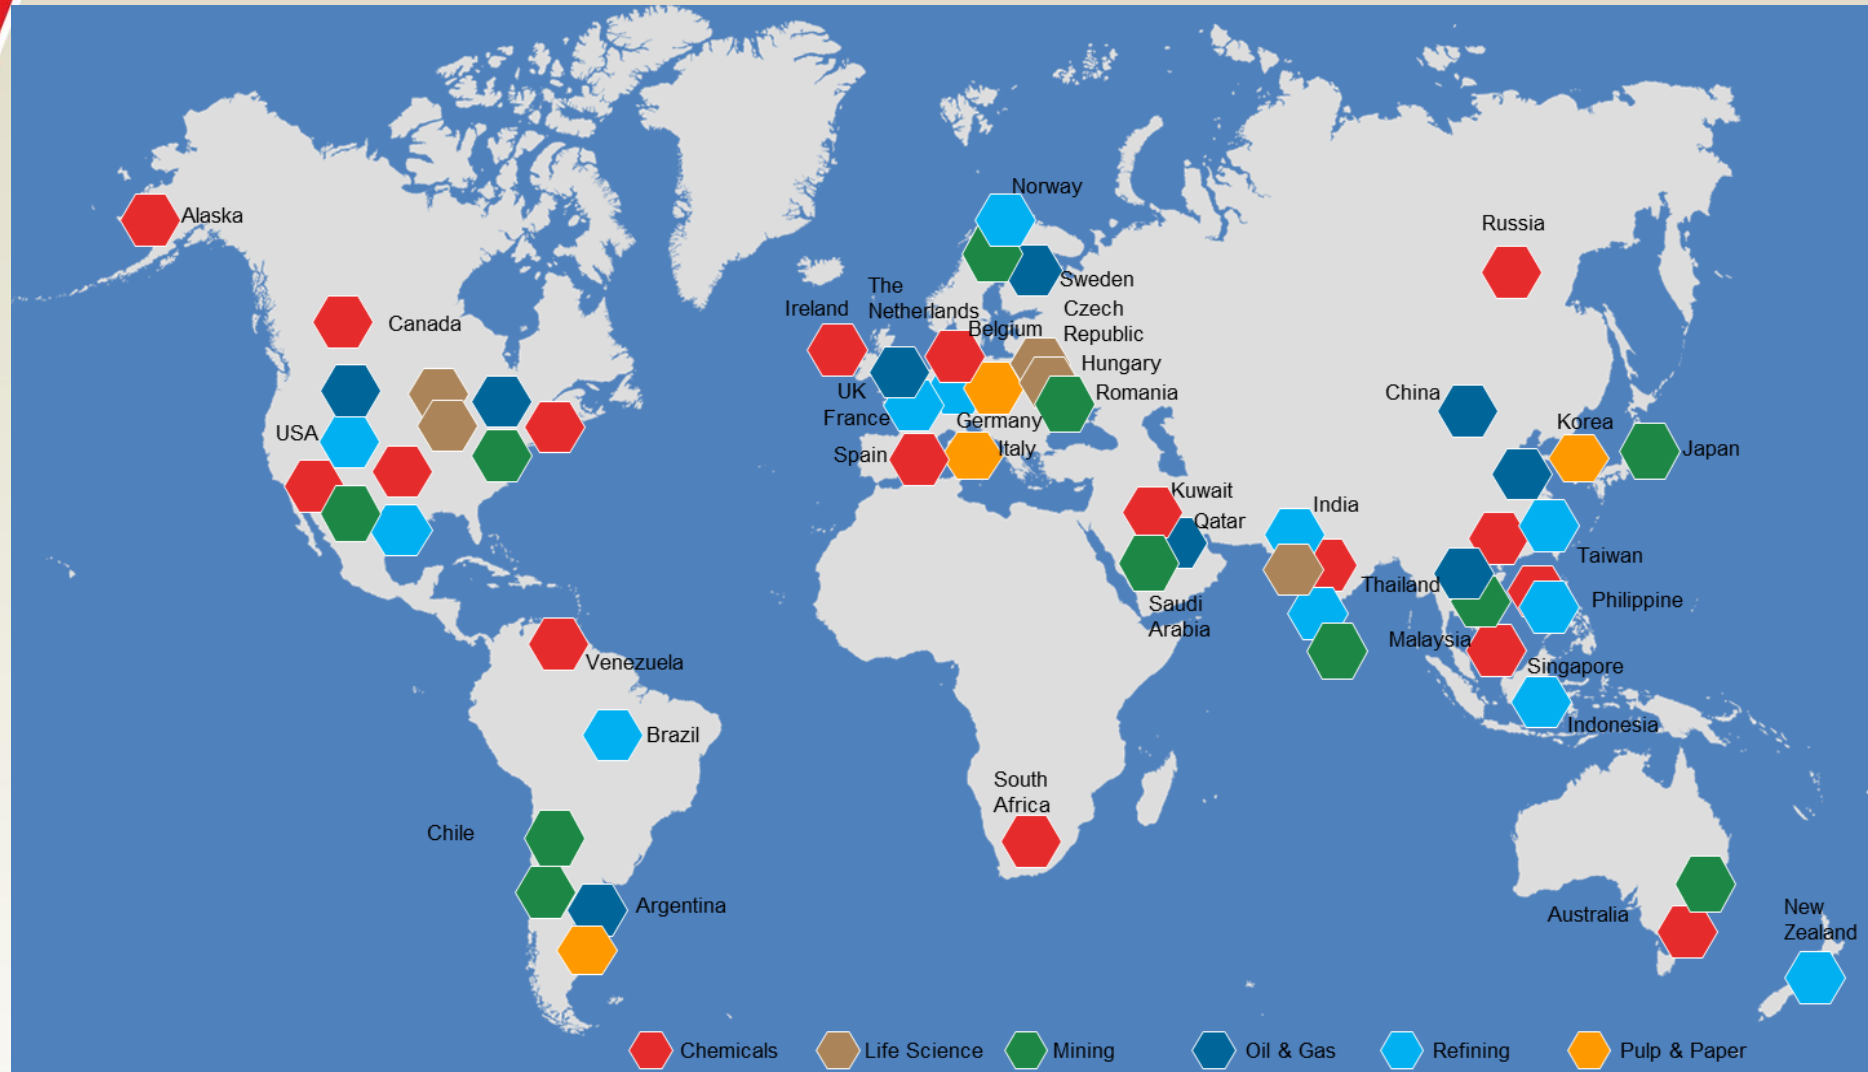 Norway
Alaska
Russia
Sweden
The
Netherlands
Ireland
Czech
Republic
Canada
Belgium
Hungary
UK
Romania
China
France
Germany
Korea
USA
Spain
Italy
Japan
Kuwait
India
Qatar
Taiwan
Thailand
Philippine
Saudi
Arabia
Malaysia
Venezuela
Singapore
Indonesia
Brazil
South
Africa
Chile
Argentina
Australia
New
Zealand
Chemicals
Life Science
Mining
Oil & Gas
Refining
Pulp & Paper